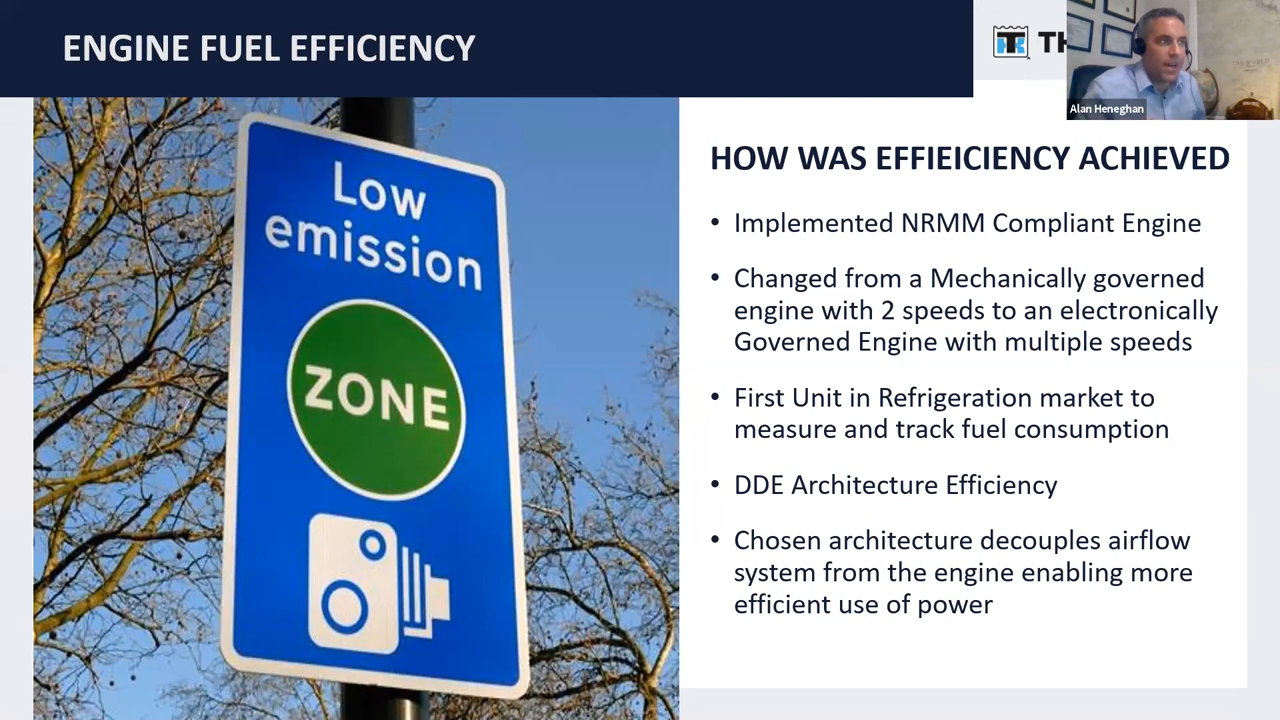 ENGINE FUEL EFFICIENCY
TH
Alan Heneghan
Low
emission
ZONE
HOW WAS EFFIEICIENCY ACHIEVED
• Implemented NRMM Compliant Engine
• Changed from a Mechanically governed
engine with 2 speeds to an electronically
Governed Engine with multiple speeds
• First Unit in Refrigeration market to
measure and track fuel consumption
• DDE Architecture Efficiency
• Chosen architecture decouples airflow
system from the engine enabling more
efficient use of power